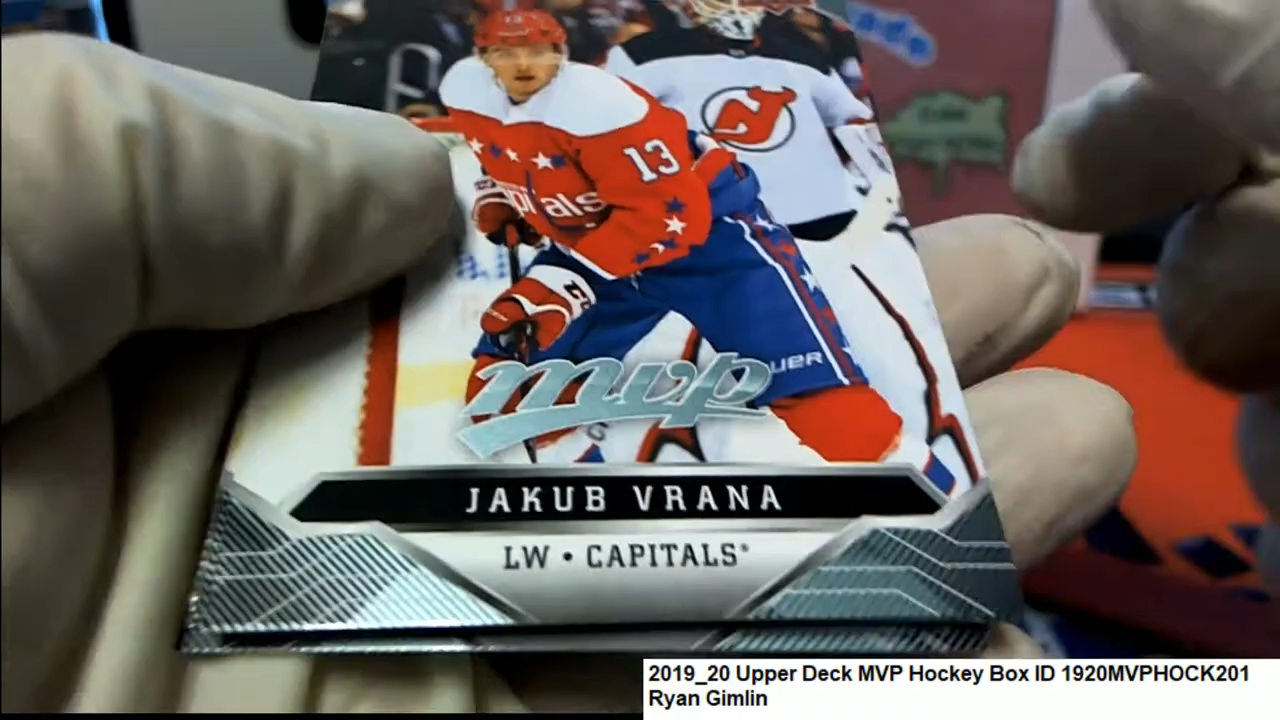 13
Capitals
mvp
JAKUB VRANA
LW • CAPITALS
2019_20 Upper Deck MVP Hockey Box ID 1920MVPHOCK201
Ryan Gimlin